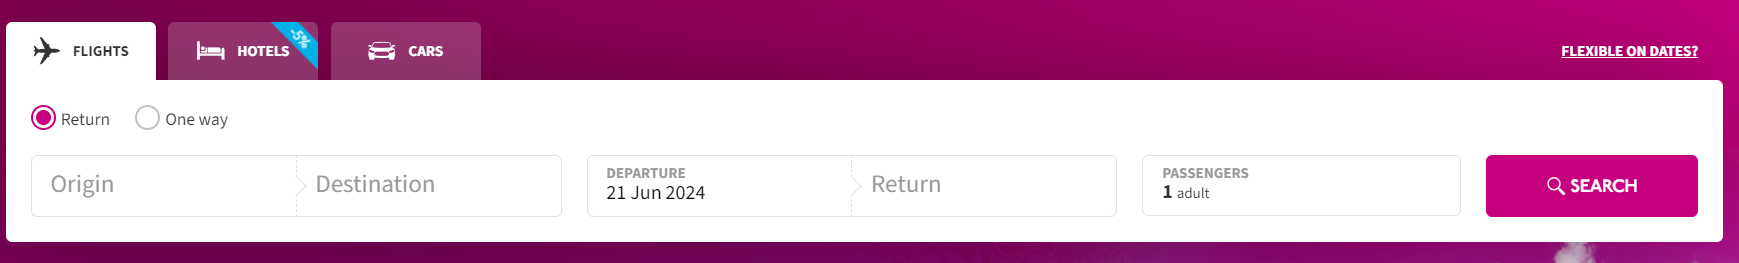 FLIGHTS
HOTELS
-5%
CARS
FLEXIBLE ON DATES?
Return
One way
Origin
Destination
DEPARTURE
21 Jun 2024
Return
PASSENGERS
1 adult
SEARCH